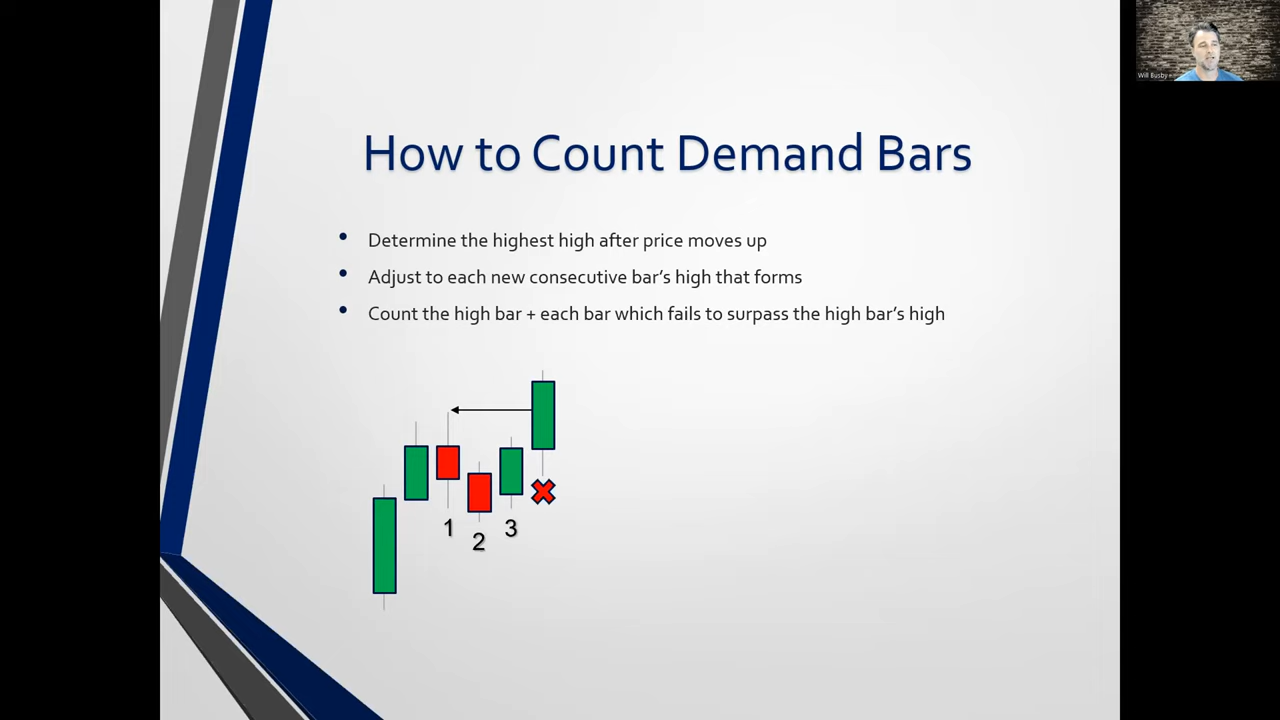 Will Busby
How to Count Demand Bars
• Determine the highest high after price moves up
• Adjust to each new consecutive bar’s high that forms
• Count the high bar + each bar which fails to surpass the high bar’s high
1
2
3